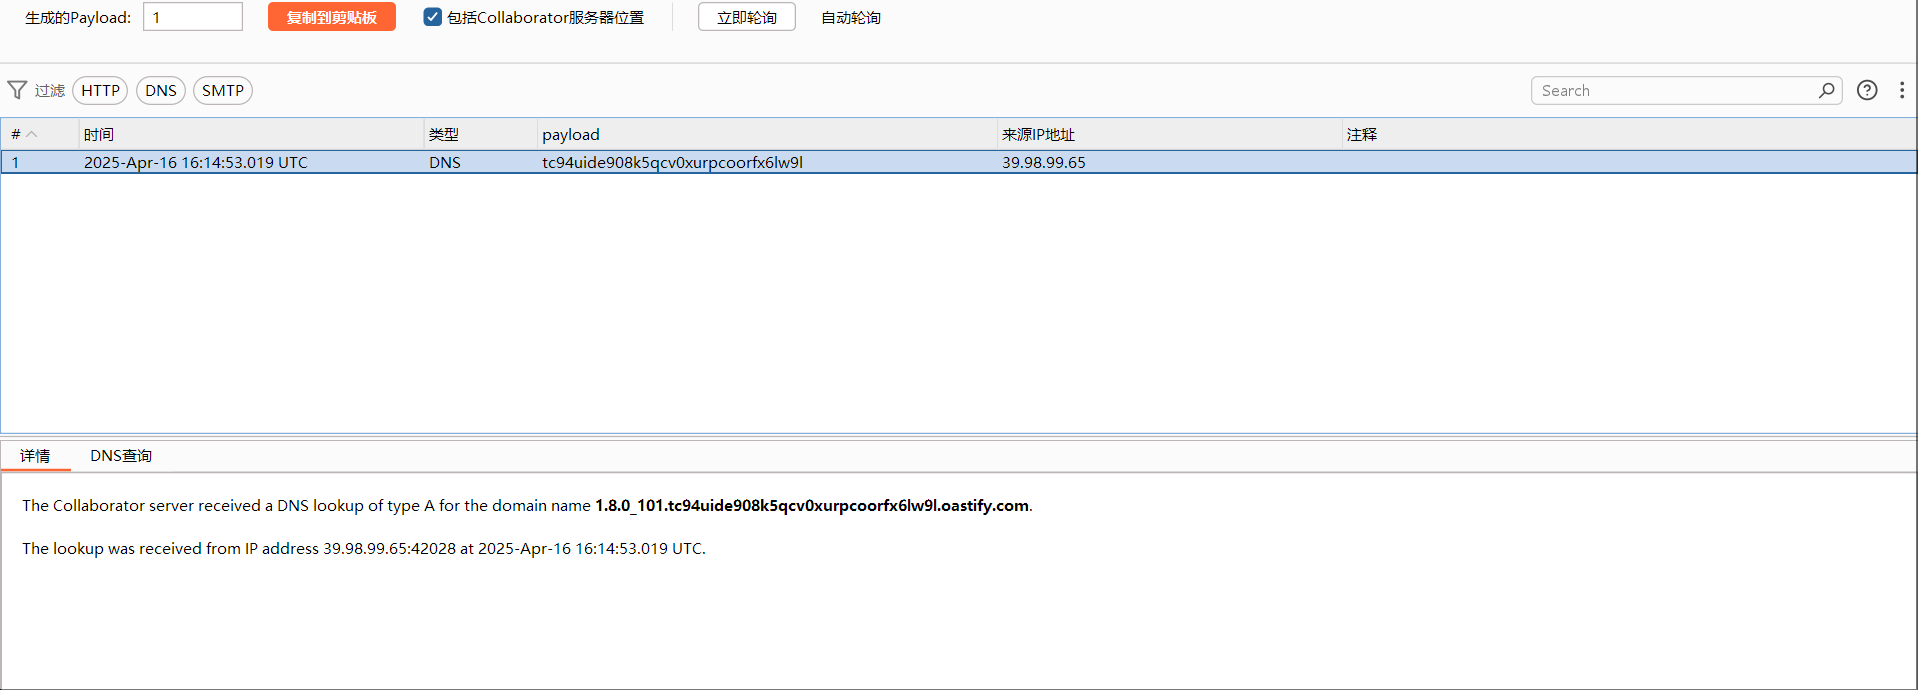 生成的Payload: 1 复制到剪贴板 包括Collaborator服务器位置 立即轮询 自动轮询
过滤 HTTP DNS SMTP Search
# 时间 类型 payload 来源IP地址 注释
1 2025-Apr-16 16:14:53.019 UTC DNS tc94uide908k5qcv0xurpcoorfx6lw9l 39.98.99.65
详情 DNS查询
The Collaborator server received a DNS lookup of type A for the domain name 1.8.0_101.tc94uide908k5qcv0xurpcoorfx6lw9l.oastify.com.
The lookup was received from IP address 39.98.99.65:42028 at 2025-Apr-16 16:14:53.019 UTC.